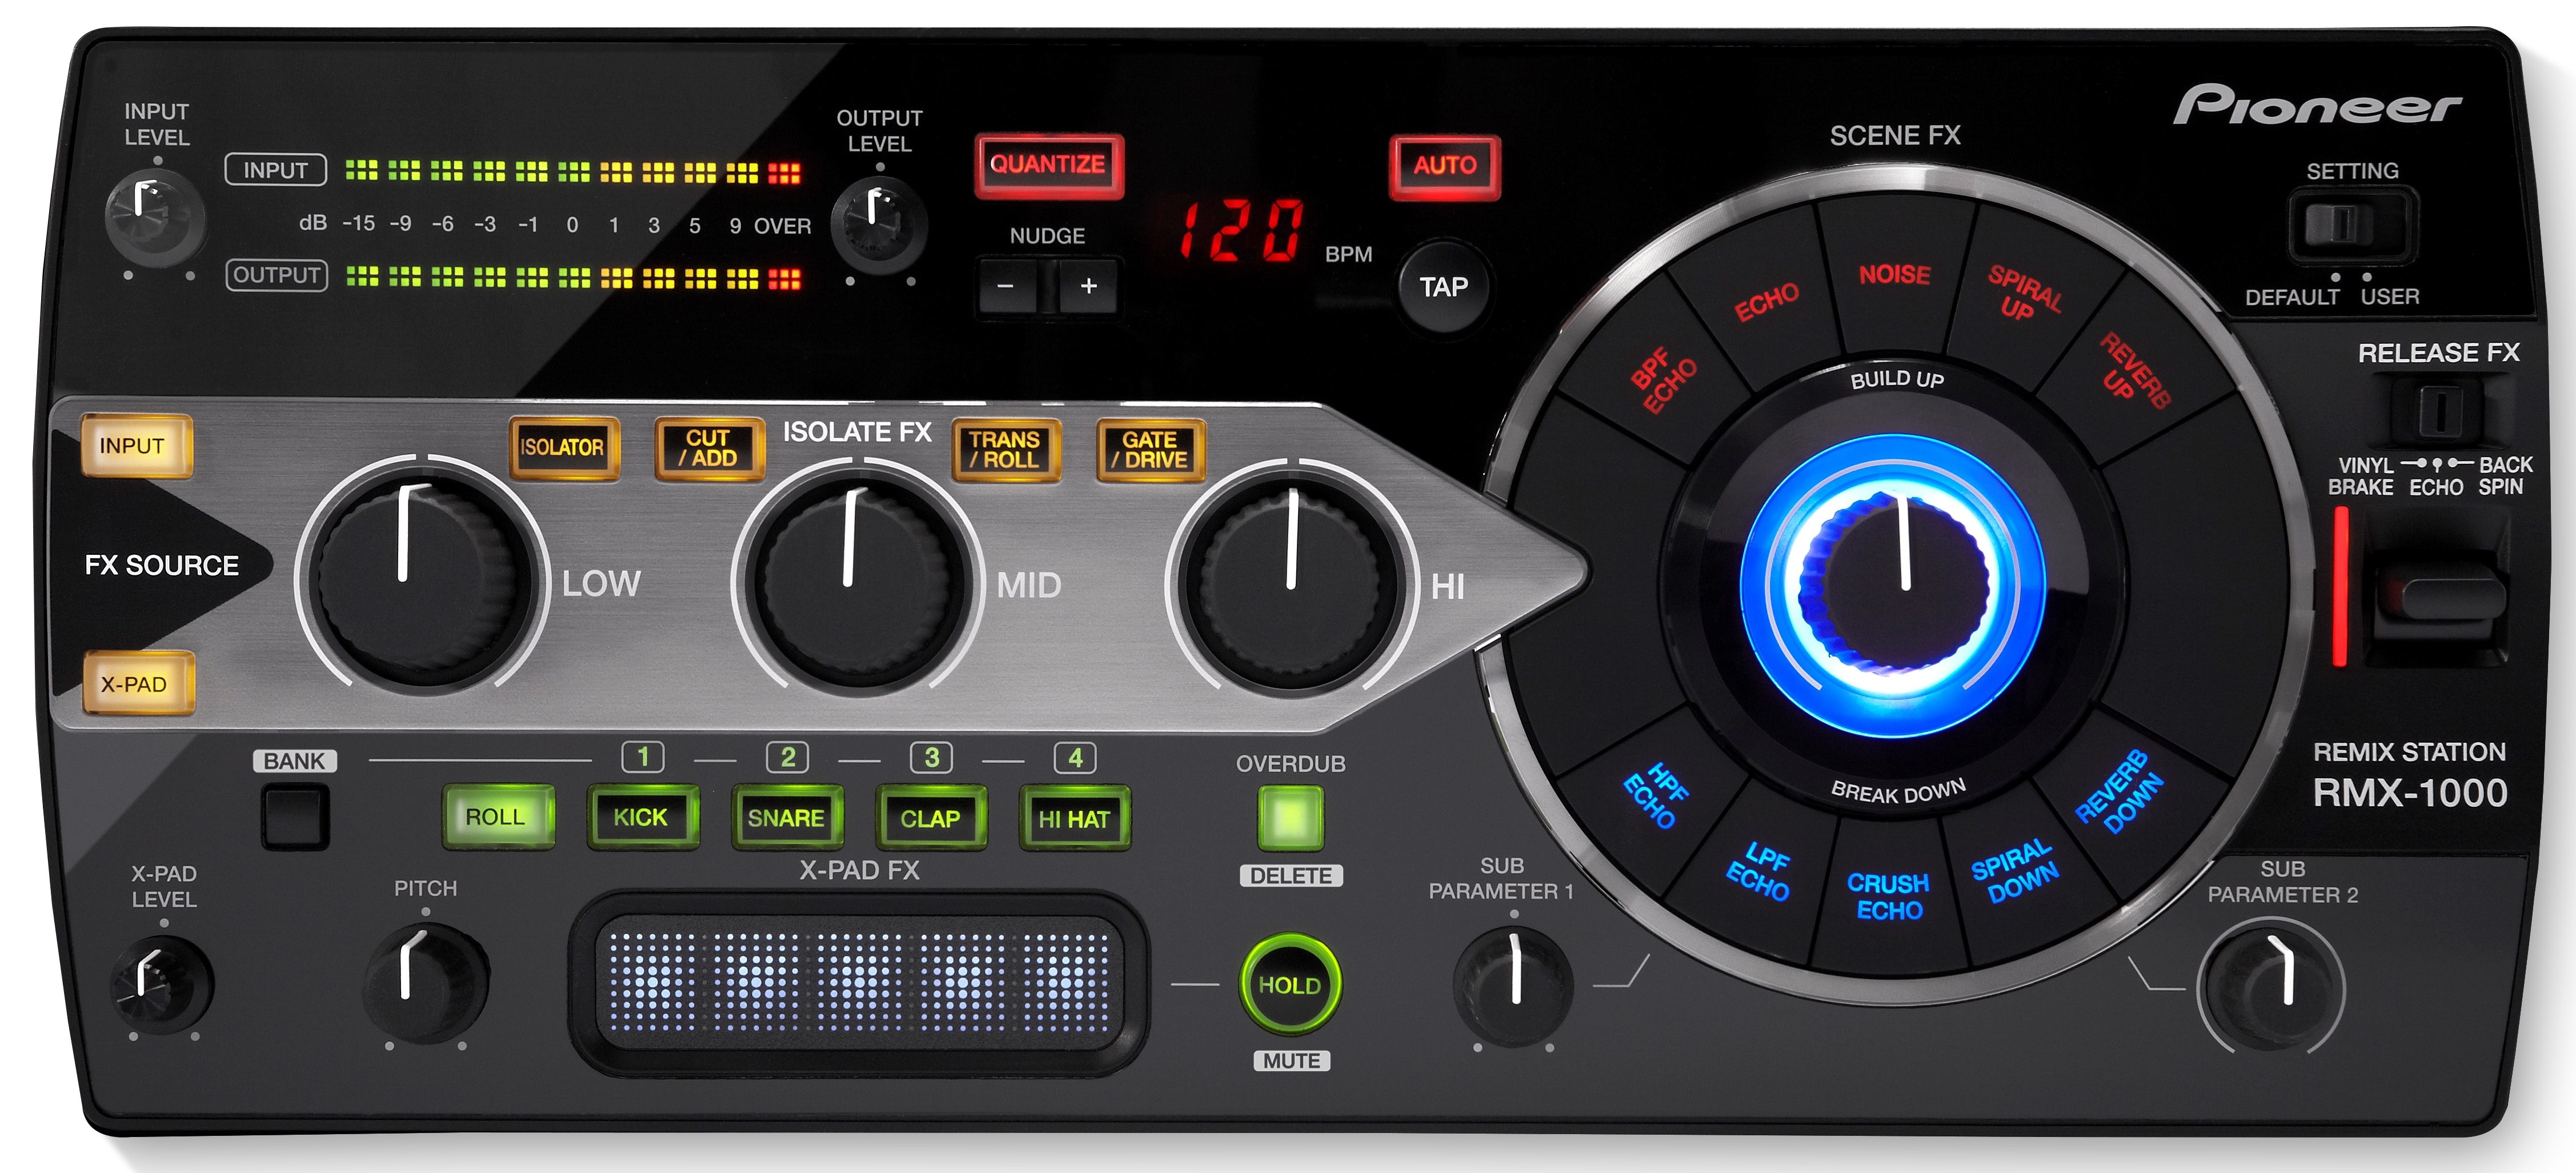 Pioneer
INPUT
LEVEL
INPUT
dB -15 -9 -6 -3 -1 0 1 3 5 9 OVER
OUTPUT
OUTPUT
LEVEL
QUANTIZE
NUDGE
−
+
120
BPM
AUTO
TAP
SCENE FX
SETTING
DEFAULT USER
RELEASE FX
VINYL
BRAKE
ECHO
BACK
SPIN
BPF
ECHO
ECHO
NOISE
SPIRAL
UP
REVERB
UP
BUILD UP
BREAK DOWN
HPF
ECHO
LPF
ECHO
CRUSH
ECHO
SPIRAL
DOWN
REVERB
DOWN
INPUT
FX SOURCE
X-PAD
ISOLATOR
CUT
/ ADD
ISOLATE FX
TRANS
/ ROLL
GATE
/ DRIVE
LOW
MID
HI
REMIX STATION
RMX-1000
BANK
1
2
3
4
ROLL
KICK
SNARE
CLAP
HI HAT
X-PAD FX
OVERDUB
DELETE
X-PAD
LEVEL
PITCH
HOLD
MUTE
SUB
PARAMETER 1
SUB
PARAMETER 2